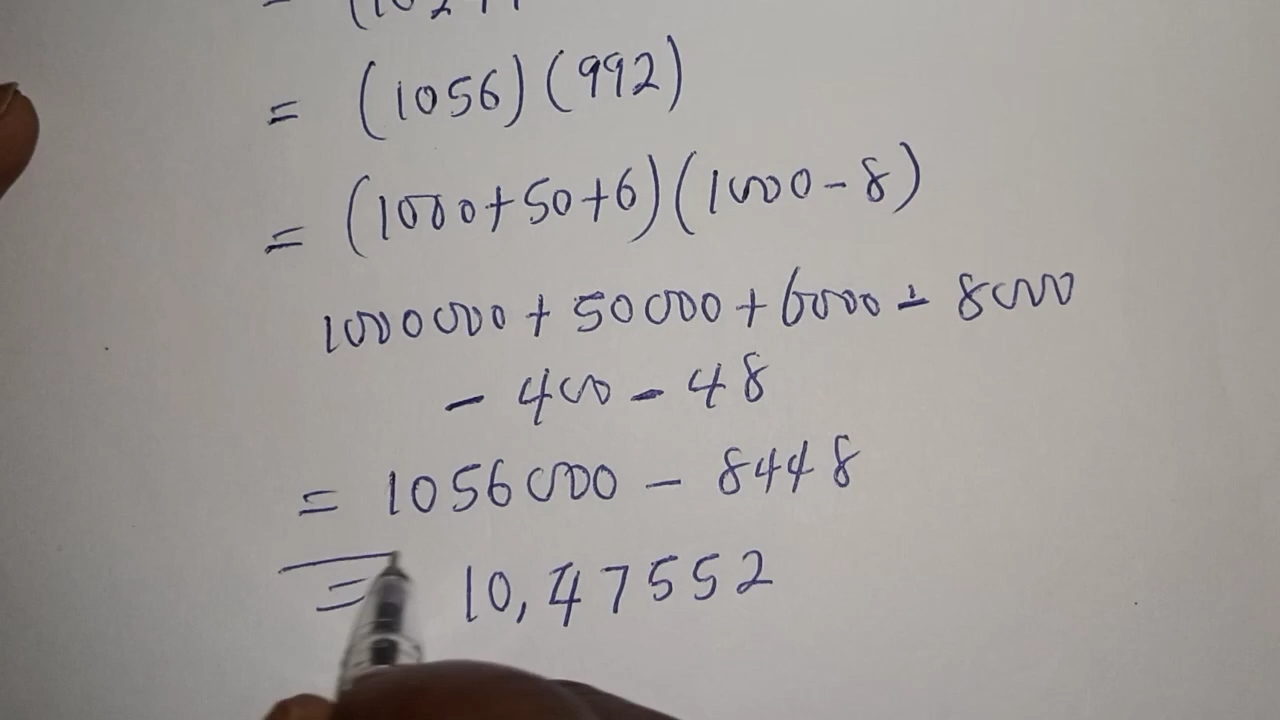 = (1056)(992)
= (1000+50+6)(1000-8)
1000000 + 50000 + 6000 - 8000
- 400 - 48
= 1056000 - 8448
= 10,47552